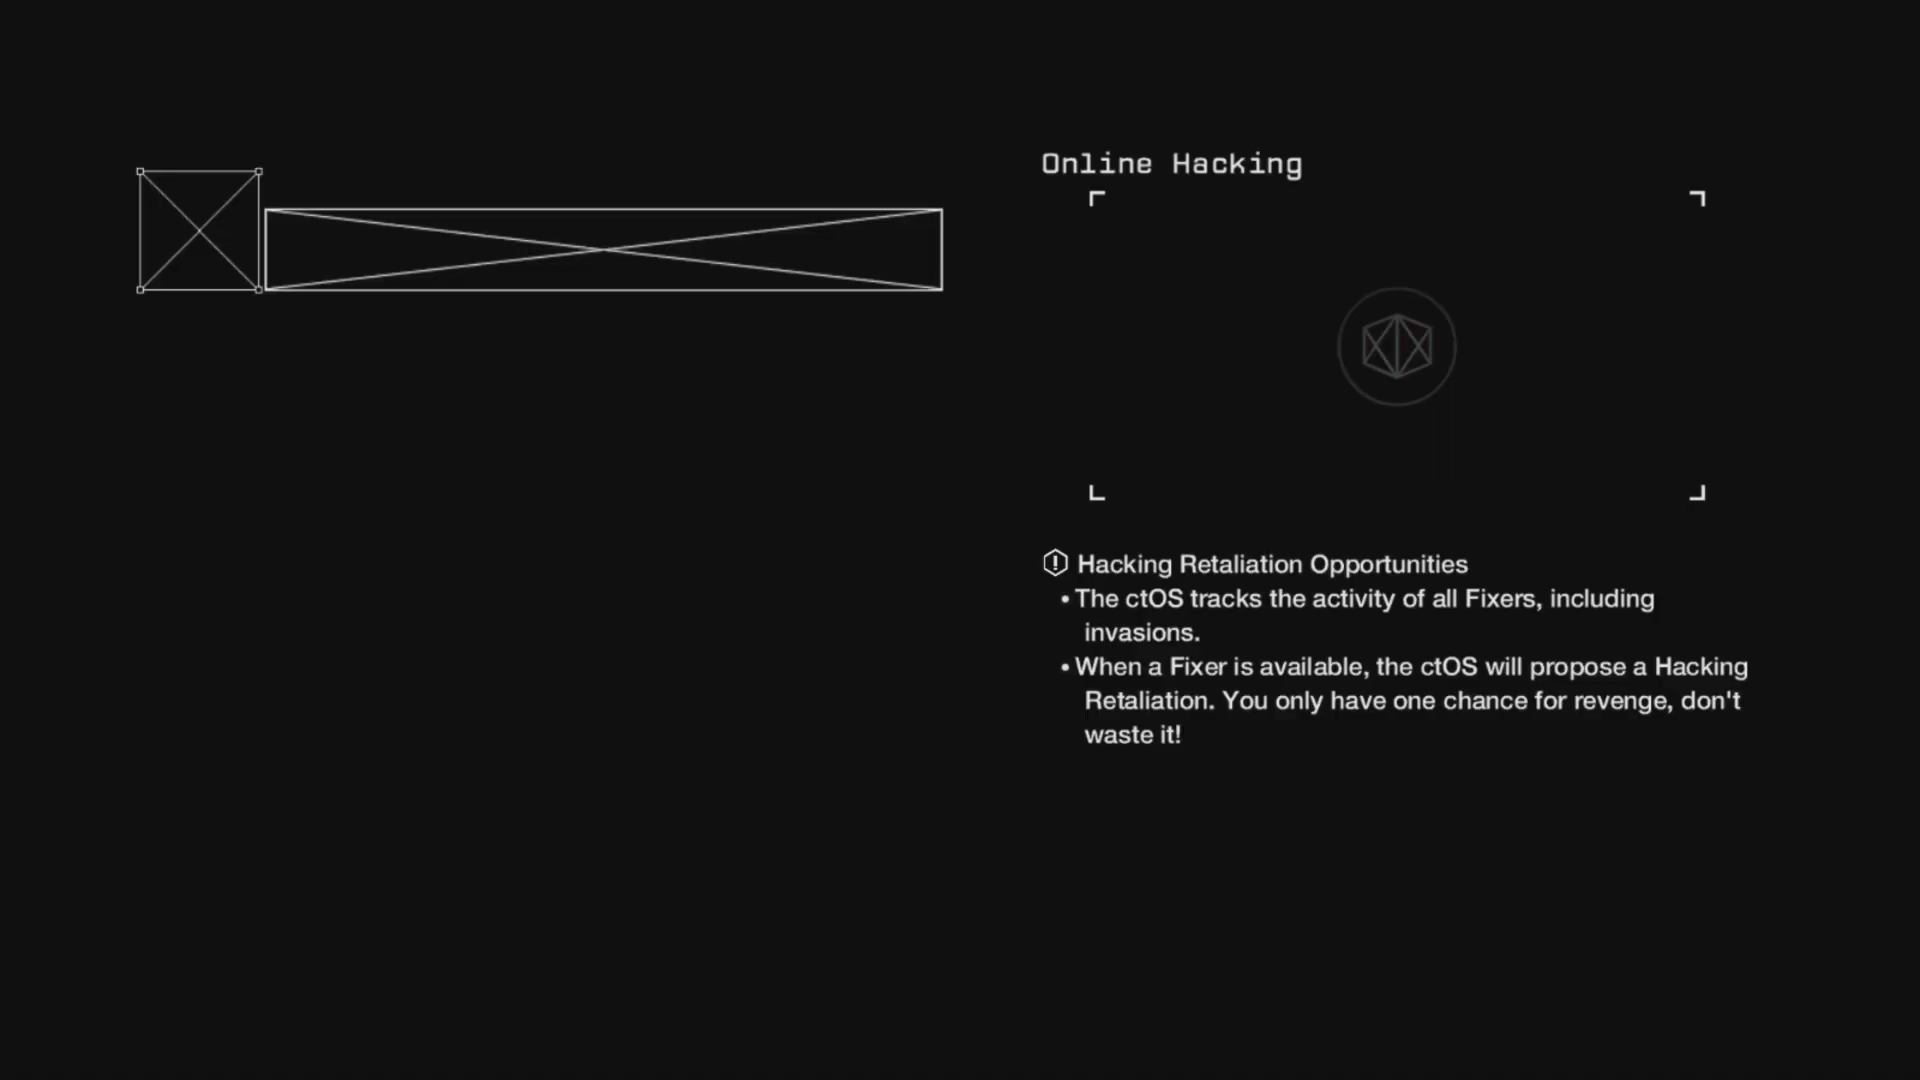 Online Hacking
Hacking Retaliation Opportunities
• The ctOS tracks the activity of all Fixers, including
invasions.
• When a Fixer is available, the ctOS will propose a Hacking
Retaliation. You only have one chance for revenge, don't
waste it!